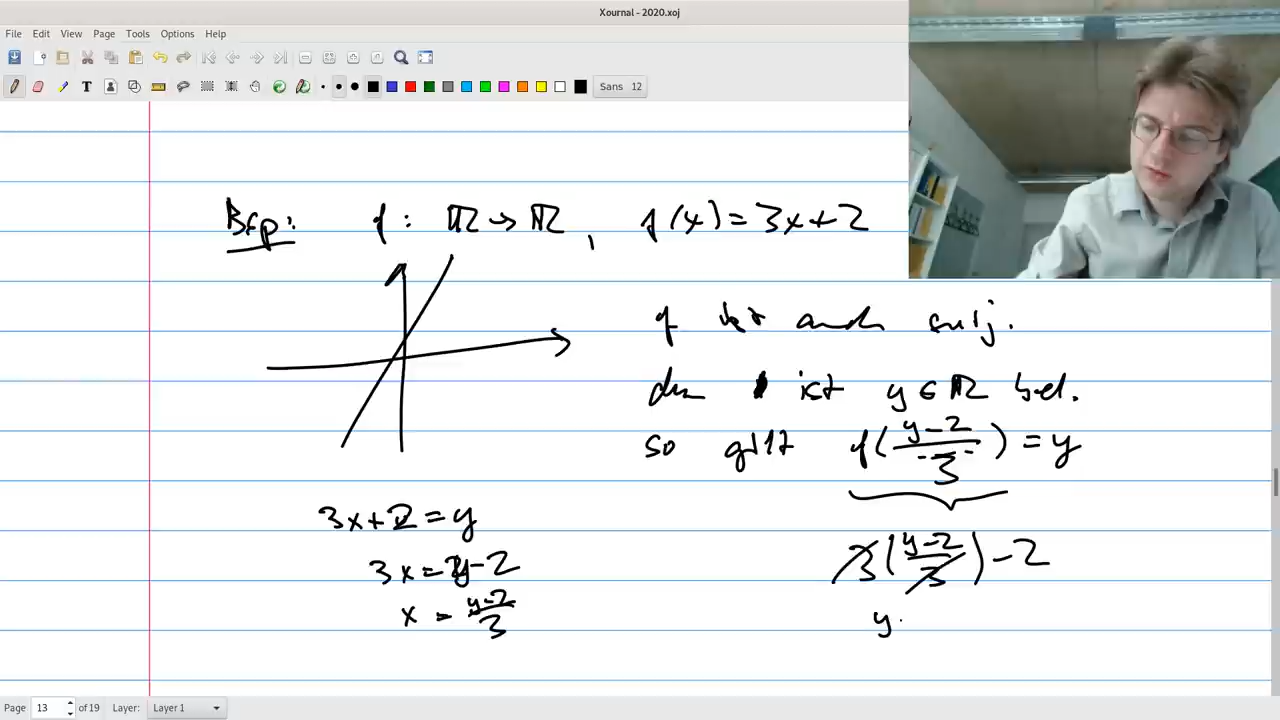 Xournal - 2020.xoj
File Edit View Page Tools Options Help
Sans 12
Bsp: f: ℝ → ℝ, f(x) = 3x + 2
f ist auch surj.
denn ist y ∈ ℝ bel.
so gilt f((y-2)/3) = y
3x + 2 = y
3x = y - 2
x = (y-2)/3
3((y-2)/3) - 2
y
Page 13 of 19 Layer: Layer 1